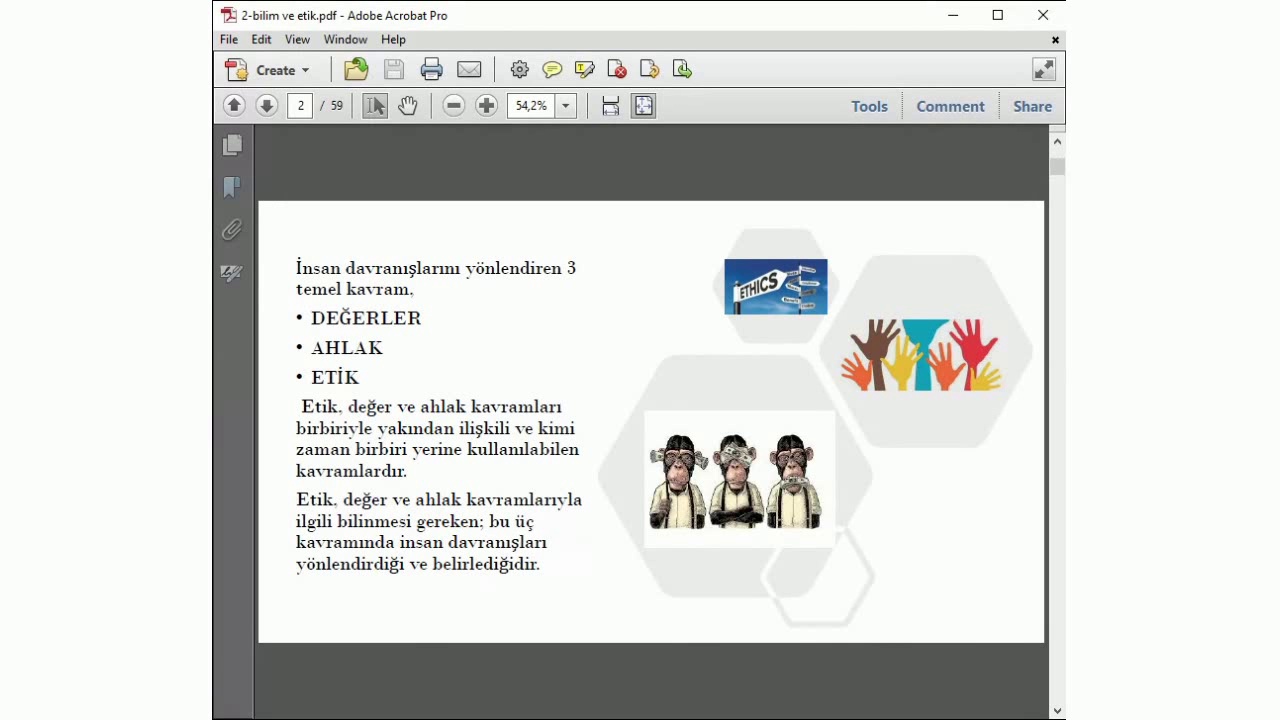 2-bilim ve etik.pdf - Adobe Acrobat Pro
File Edit View Window Help
Create
2 / 59 54,2% Tools Comment Share
İnsan davranışlarını yönlendiren 3
temel kavram,
• DEĞERLER
• AHLAK
• ETİK
Etik, değer ve ahlak kavramları
birbiriyle yakından ilişkili ve kimi
zaman birbiri yerine kullanılabilen
kavramlardır.
Etik, değer ve ahlak kavramlarıyla
ilgili bilinmesi gereken; bu üç
kavramında insan davranışları
yönlendirdiği ve belirlediğidir.
ETHICS